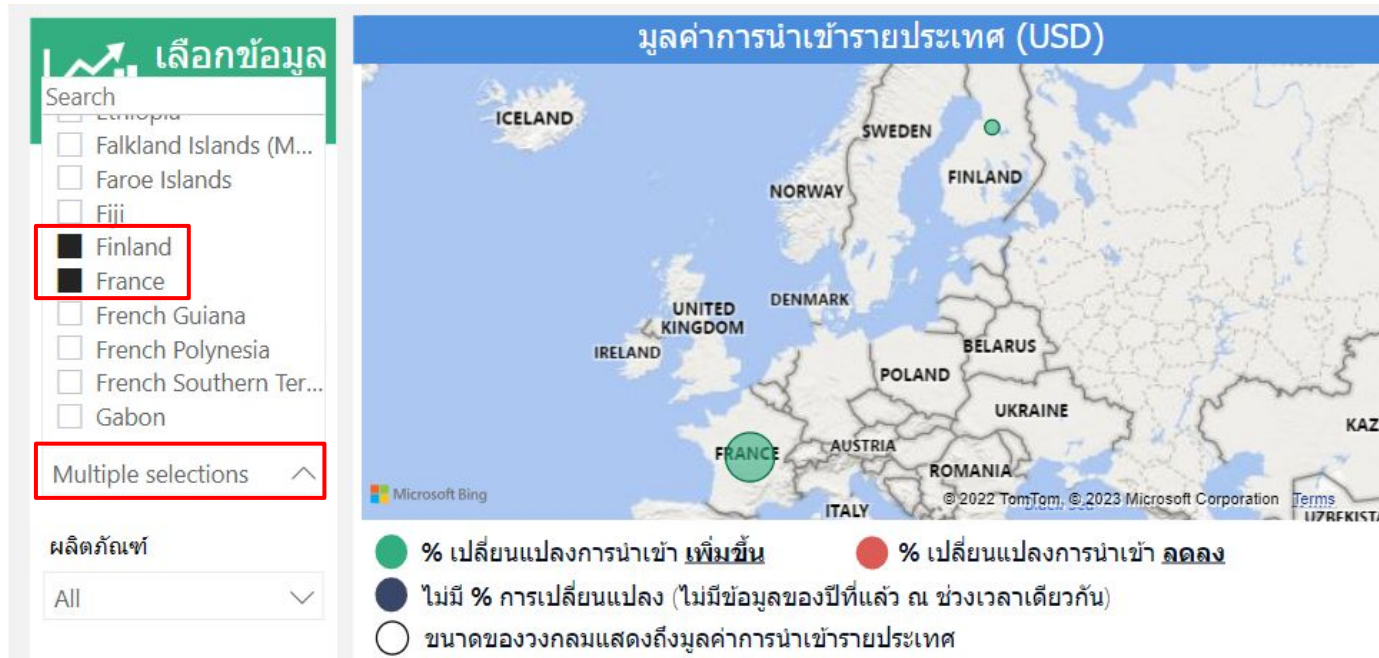 เลือกข้อมูล
Search
Ethiopia
Falkland Islands (M...
Faroe Islands
Fiji
Finland
France
French Guiana
French Polynesia
French Southern Ter...
Gabon
Multiple selections
ผลิตภัณฑ์
All
มูลค่าการนำเข้ารายประเทศ (USD)
ICELAND
SWEDEN
FINLAND
NORWAY
UNITED
KINGDOM
DENMARK
IRELAND
BELARUS
POLAND
UKRAINE
KAZ
FRANCE
AUSTRIA
ROMANIA
Microsoft Bing
© 2022 TomTom, © 2023 Microsoft Corporation Terms
ITALY
UZBEKIST
% เปลี่ยนแปลงการนำเข้า เพิ่มขึ้น
% เปลี่ยนแปลงการนำเข้า ลดลง
ไม่มี % การเปลี่ยนแปลง (ไม่มีข้อมูลของปีที่แล้ว ณ ช่วงเวลาเดียวกัน)
ขนาดของวงกลมแสดงถึงมูลค่าการนำเข้ารายประเทศ